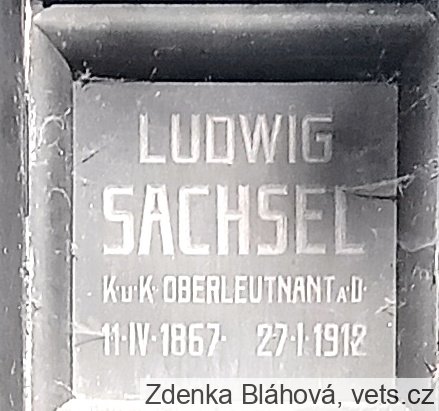 LUDWIG
SACHSEL
K·u·K· OBERLEUTNANT A·D·
11·IV·1867· 27·I·1912
Zdenka Bláhová, vets.cz